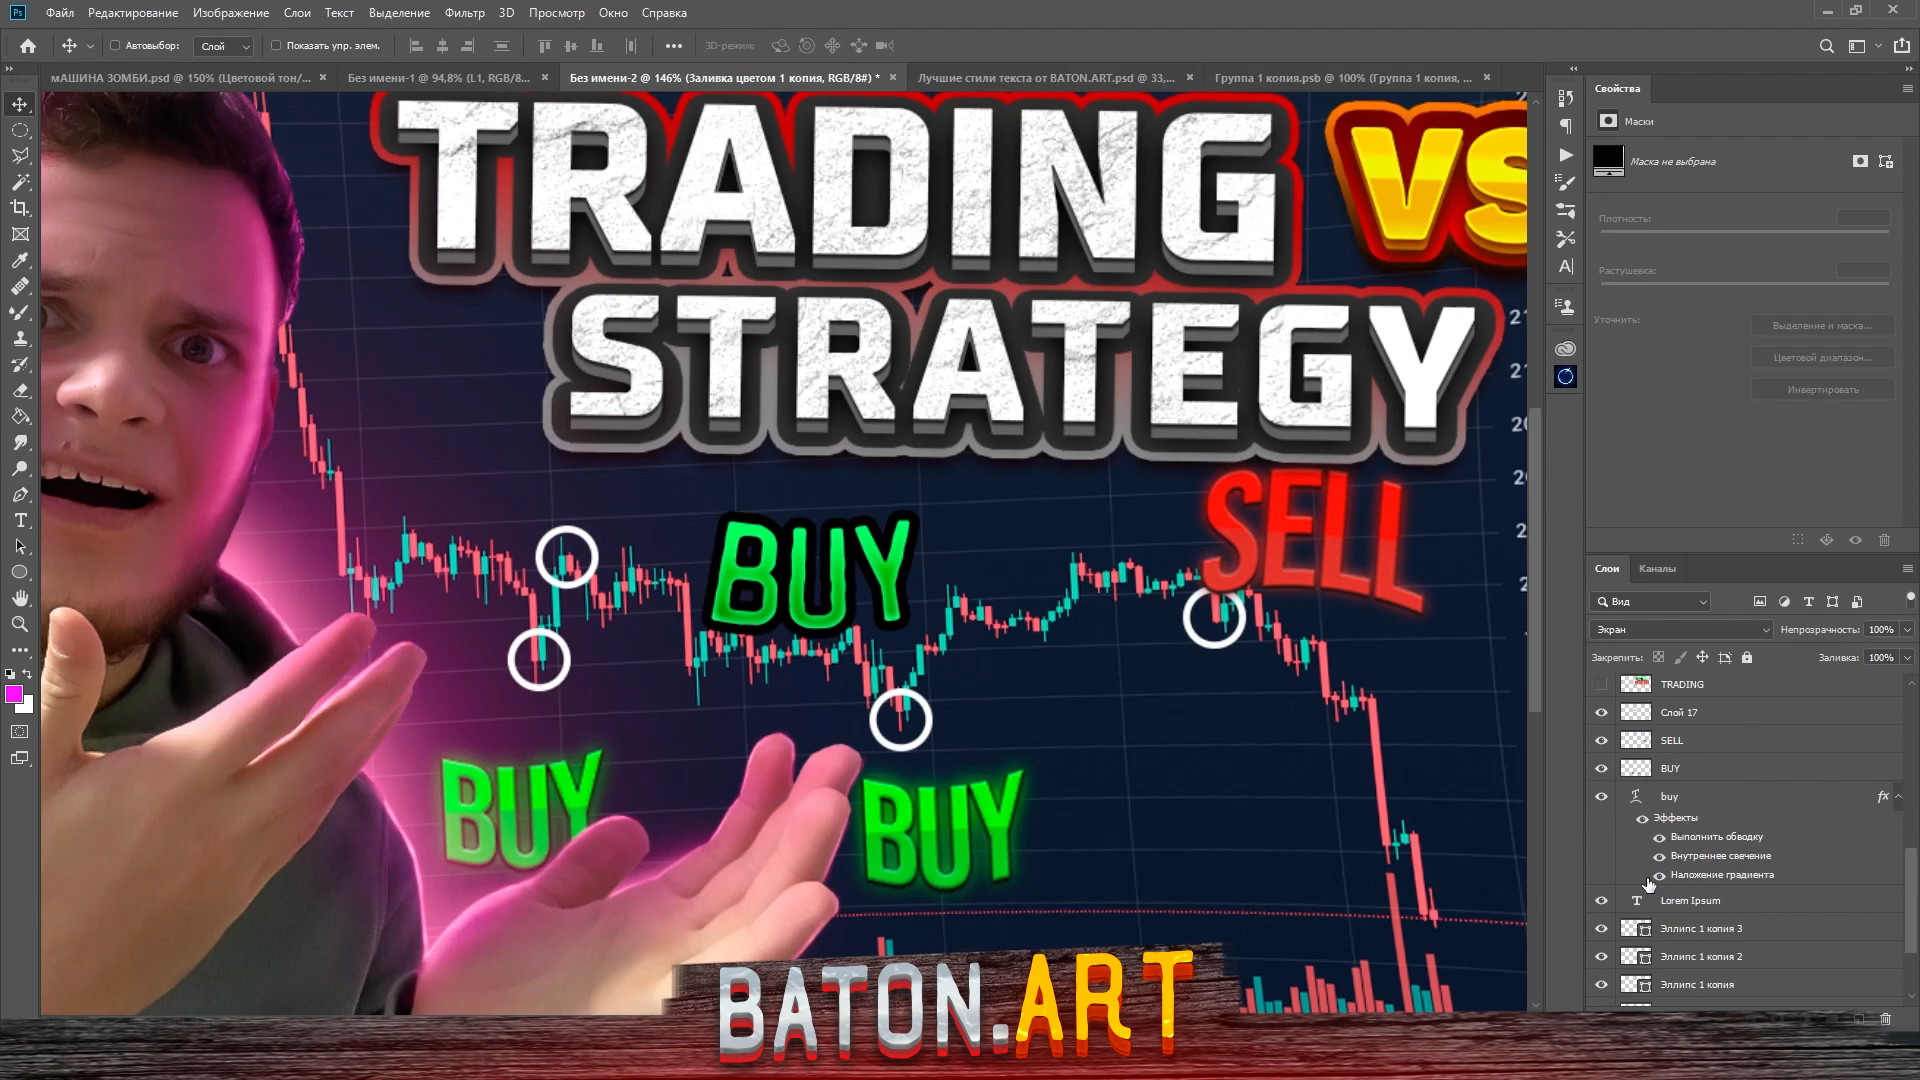 Ps Файл Редактирование Изображение Слои Текст Выделение Фильтр 3D Просмотр Окно Справка
Автовыбор: Слой Показать упр. элем. 3D-режим:
мАШИНА ЗОМБИ.psd @ 150% (Цветовой тон/... Без имени-1 @ 94,8% (L1, RGB/8... Без имени-2 @ 146% (Заливка цветом 1 копия, RGB/8#) * Лучшие стили текста от BATON.ART.psd @ 33,... Группа 1 копия.psb @ 100% (Группа 1 копия, ...
Свойства
Маски
Маска не выбрана
Плотность:
Растушевка:
Уточнить:
Выделение и маска...
Цветовой диапазон...
Инвертировать
TRADING VS
STRATEGY
SELL
BUY
BUY BUY
BATON.ART
Слои Каналы
Вид
Экран Непрозрачность: 100%
Закрепить: Заливка: 100%
TRADING
Слой 17
SELL
BUY
buy fx
Эффекты
Выполнить обводку
Внутреннее свечение
Наложение градиента
T Lorem Ipsum
Эллипс 1 копия 3
Эллипс 1 копия 2
Эллипс 1 копия